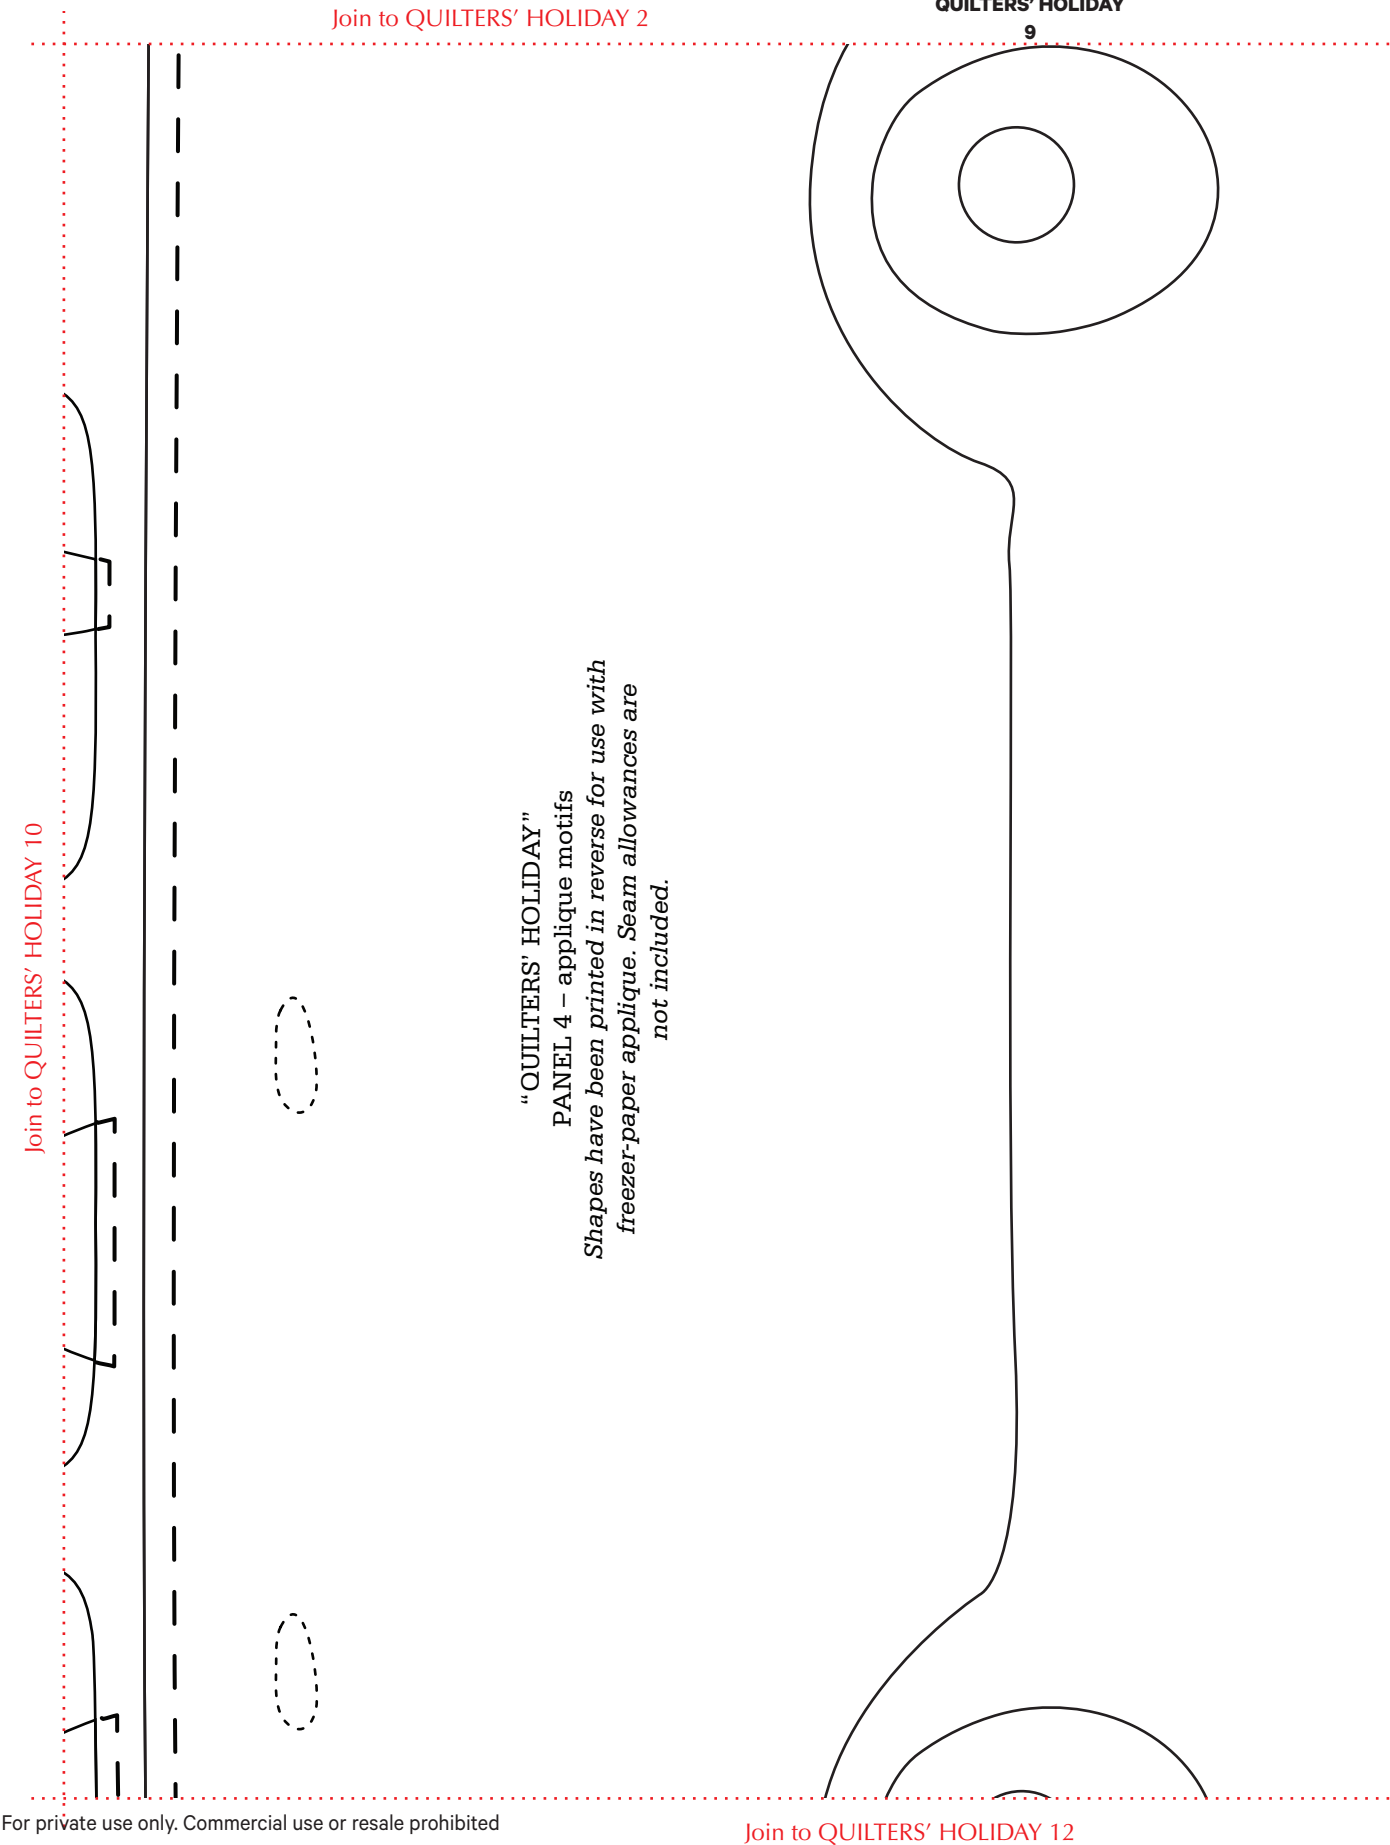 QUILTERS' HOLIDAY
9
Join to QUILTERS' HOLIDAY 2
Join to QUILTERS' HOLIDAY 10
“QUILTERS' HOLIDAY”
PANEL 4 – applique motifs
Shapes have been printed in reverse for use with
freezer-paper applique. Seam allowances are
not included.
For private use only. Commercial use or resale prohibited
Join to QUILTERS' HOLIDAY 12